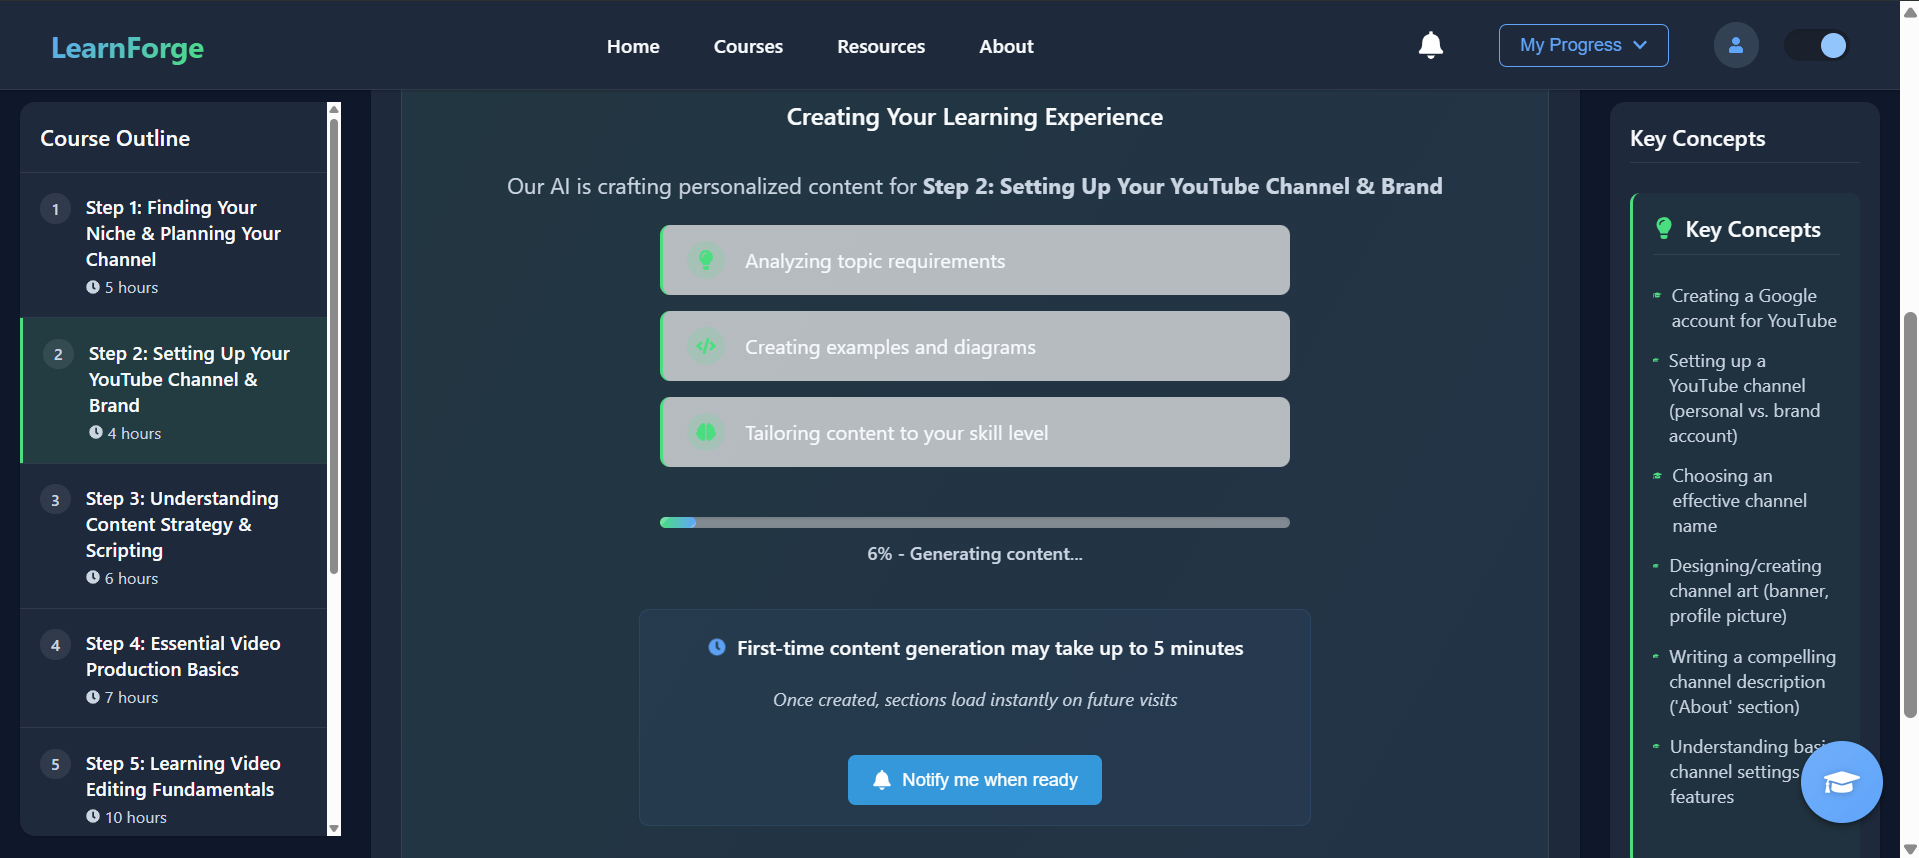 LearnForge
Home
Courses
Resources
About
My Progress
Course Outline
1
Step 1: Finding Your
Niche & Planning Your
Channel
5 hours
2
Step 2: Setting Up Your
YouTube Channel &
Brand
4 hours
3
Step 3: Understanding
Content Strategy &
Scripting
6 hours
4
Step 4: Essential Video
Production Basics
7 hours
5
Step 5: Learning Video
Editing Fundamentals
10 hours
Creating Your Learning Experience
Our AI is crafting personalized content for Step 2: Setting Up Your YouTube Channel & Brand
Analyzing topic requirements
Creating examples and diagrams
Tailoring content to your skill level
6% - Generating content...
First-time content generation may take up to 5 minutes
Once created, sections load instantly on future visits
Notify me when ready
Key Concepts
Key Concepts
Creating a Google
account for YouTube
Setting up a
YouTube channel
(personal vs. brand
account)
Choosing an
effective channel
name
Designing/creating
channel art (banner,
profile picture)
Writing a compelling
channel description
('About' section)
Understanding
channel settings
features